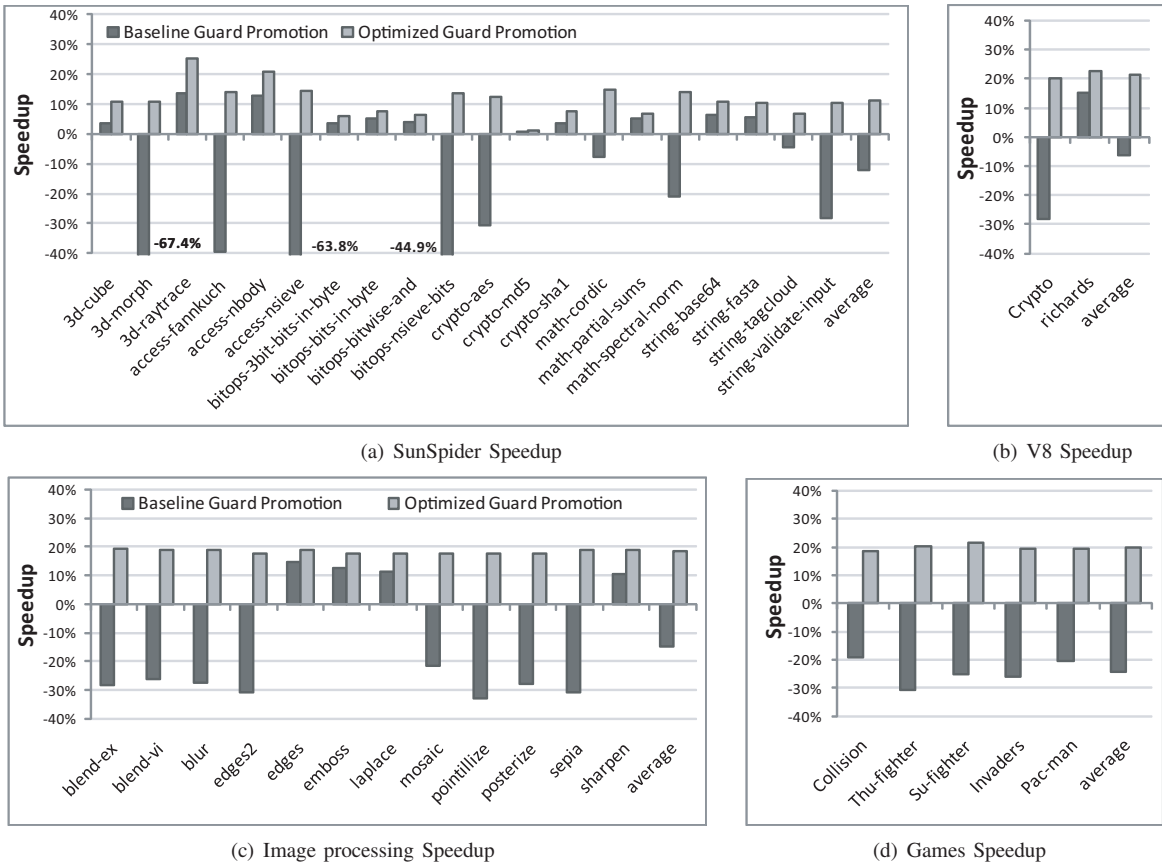 40%
30%
20%
10%
0%
-10%
-20%
-30%
-40%
Speedup
Baseline Guard Promotion Optimized Guard Promotion
-67.4%
-63.8%
-44.9%
3d-cube
3d-morph
3d-raytrace
access-fannkuch
access-nbody
access-nsieve
bitops-3bit-bits-in-byte
bitops-bits-in-byte
bitops-bitwise-and
bitops-nsieve-bits
crypto-aes
crypto-md5
crypto-sha1
math-cordic
math-partial-sums
math-spectral-norm
string-base64
string-fasta
string-tagcloud
string-validate-input
average
(a) SunSpider Speedup
40%
30%
20%
10%
0%
-10%
-20%
-30%
-40%
Speedup
Crypto
richards
average
(b) V8 Speedup
40%
30%
20%
10%
0%
-10%
-20%
-30%
-40%
Speedup
Baseline Guard Promotion Optimized Guard Promotion
blend-ex
blend-vi
blur
edges2
edges
emboss
laplace
mosaic
pointillize
posterize
sepia
sharpen
average
(c) Image processing Speedup
40%
30%
20%
10%
0%
-10%
-20%
-30%
-40%
Speedup
Collision
Thu-fighter
Su-fighter
Invaders
Pac-man
average
(d) Games Speedup